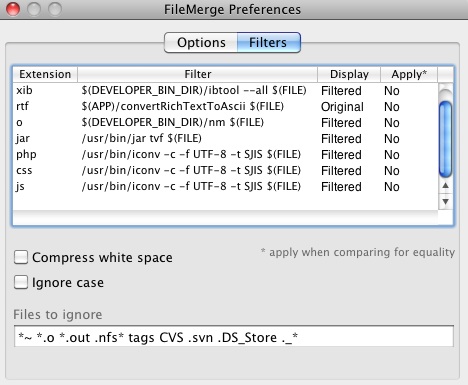 FileMerge Preferences
Options Filters
Extension Filter Display Apply*
xib $(DEVELOPER_BIN_DIR)/ibtool --all $(FILE) Filtered No
rtf $(APP)/convertRichTextToAscii $(FILE) Original No
o $(DEVELOPER_BIN_DIR)/nm $(FILE) Filtered No
jar /usr/bin/jar tvf $(FILE) Filtered No
php /usr/bin/iconv -c -f UTF-8 -t SJIS $(FILE) Filtered No
css /usr/bin/iconv -c -f UTF-8 -t SJIS $(FILE) Filtered No
js /usr/bin/iconv -c -f UTF-8 -t SJIS $(FILE) Filtered No
Compress white space * apply when comparing for equality
Ignore case
Files to ignore
*~ *.o *.out .nfs* tags CVS .svn .DS_Store ._*